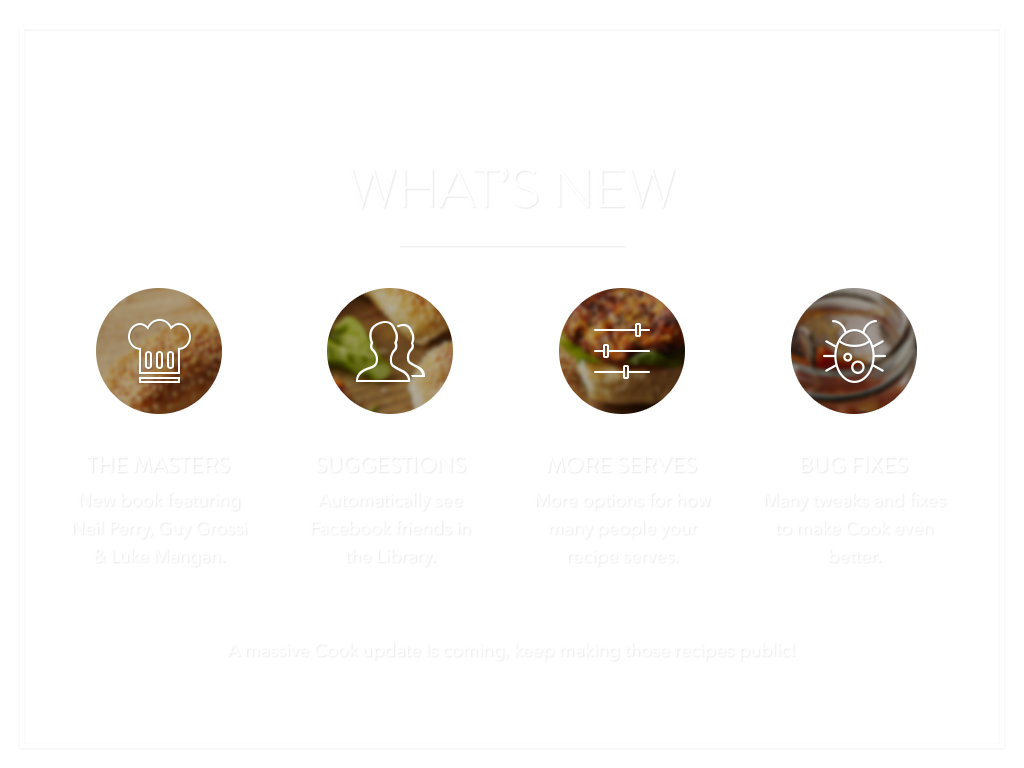 WHAT'S NEW
THE MASTERS
New book featuring
Neil Perry, Guy Grossi
& Luke Mangan.
SUGGESTIONS
Automatically see
Facebook friends in
the Library.
MORE SERVES
More options for how
many people your
recipe serves.
BUG FIXES
Many tweaks and fixes
to make Cook even
better.
A massive Cook update is coming, keep making those recipes public!